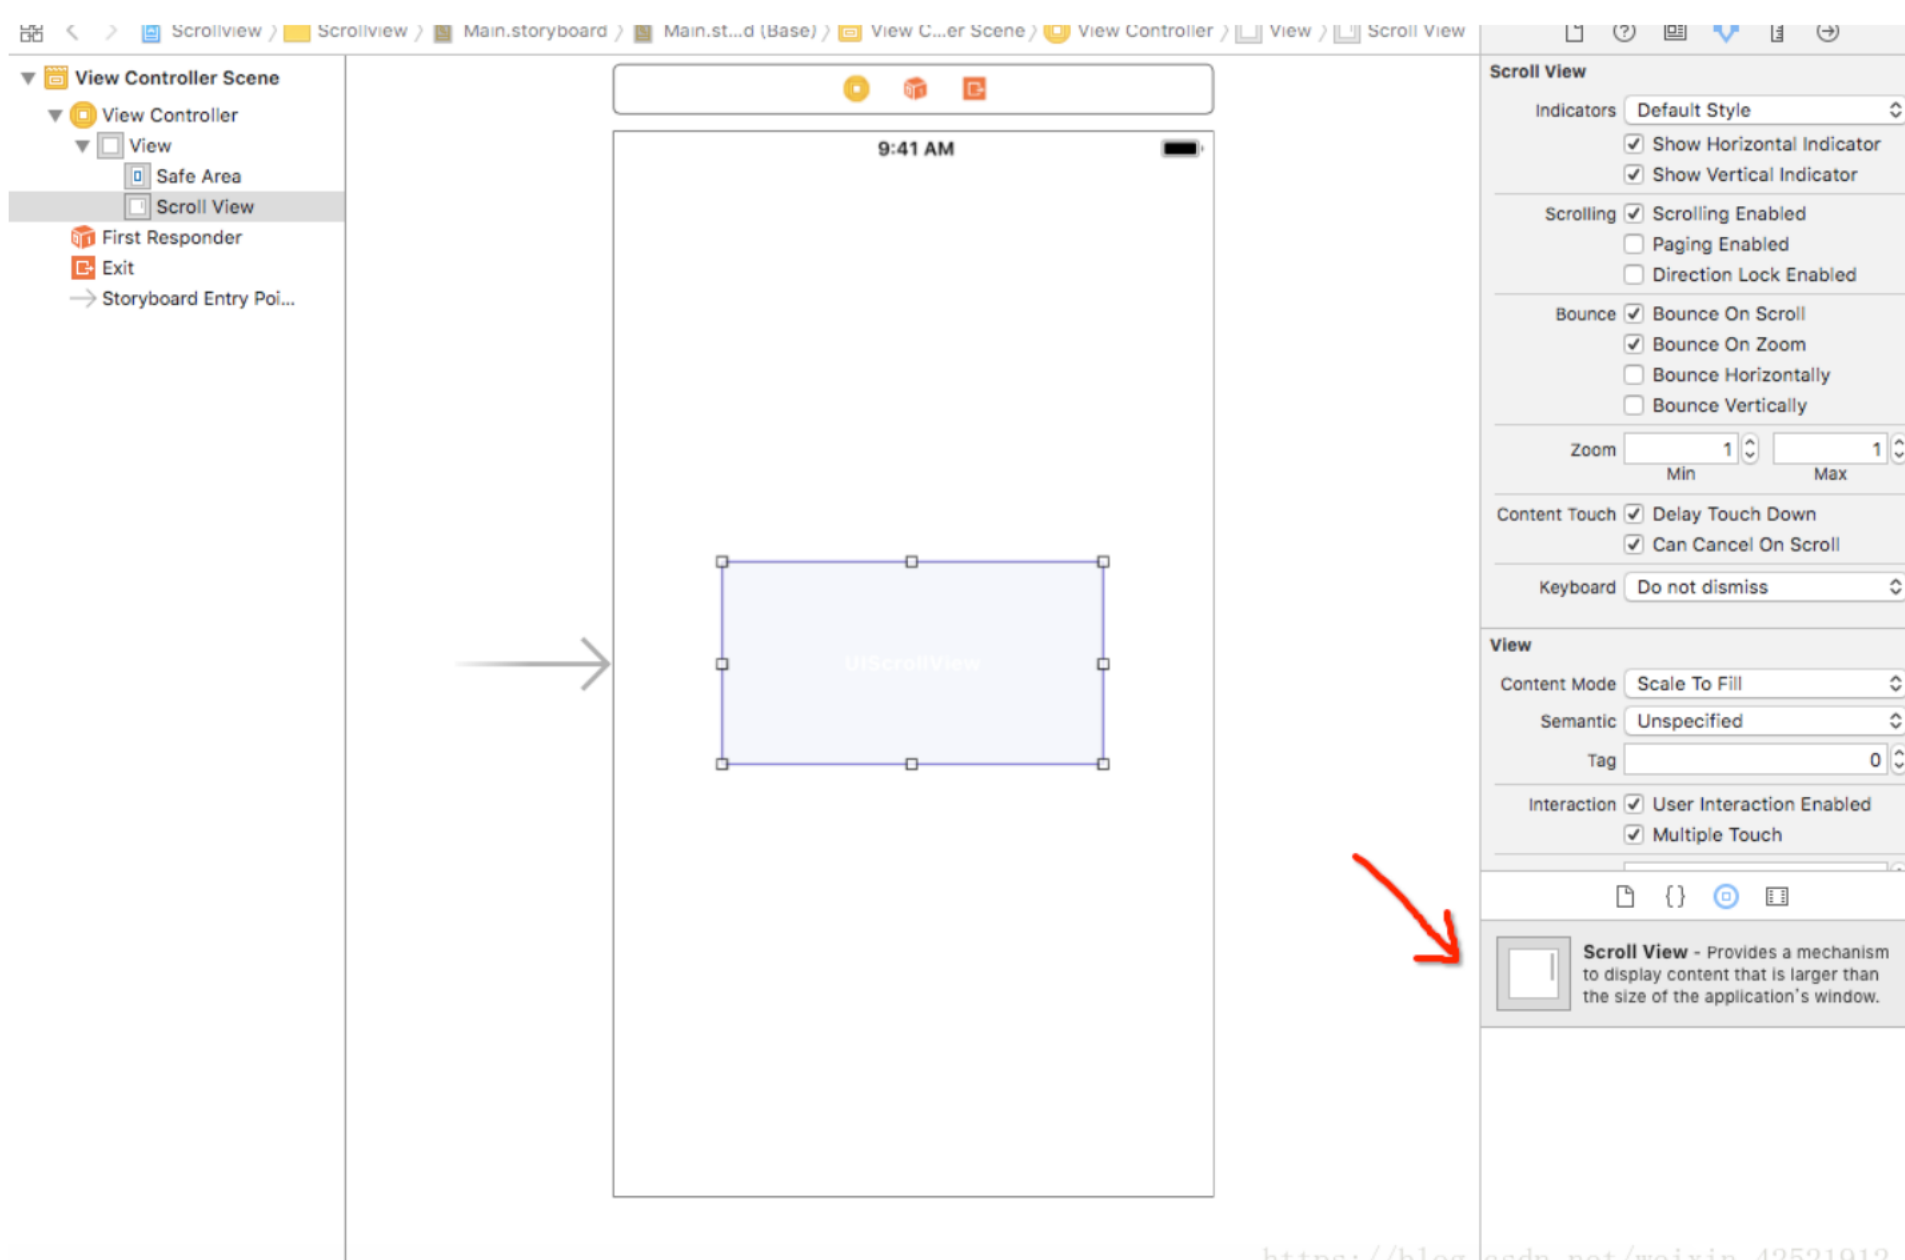 Scrollview
Scrollview
Main.storyboard
Main.st...d (Base)
View C...er Scene
View Controller
View
Scroll View
View Controller Scene
View Controller
View
Safe Area
Scroll View
First Responder
Exit
Storyboard Entry Poi...
9:41 AM
UIScrollView
Scroll View
Indicators Default Style
Show Horizontal Indicator
Show Vertical Indicator
Scrolling Scrolling Enabled
Paging Enabled
Direction Lock Enabled
Bounce Bounce On Scroll
Bounce On Zoom
Bounce Horizontally
Bounce Vertically
Zoom 1 1
Min Max
Content Touch Delay Touch Down
Can Cancel On Scroll
Keyboard Do not dismiss
View
Content Mode Scale To Fill
Semantic Unspecified
Tag 0
Interaction User Interaction Enabled
Multiple Touch
{}
Scroll View - Provides a mechanism
to display content that is larger than
the size of the application's window.
https://blog.csdn.net/weixin_42521912